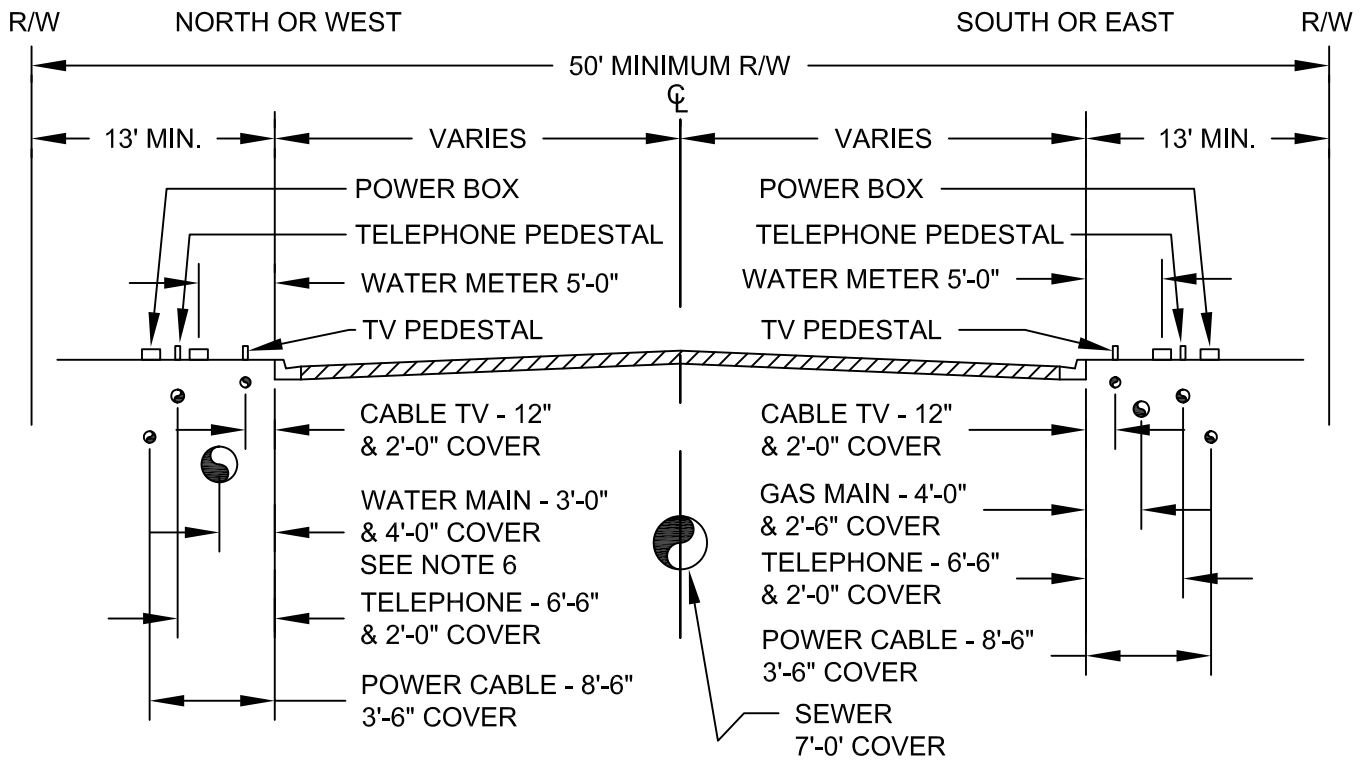 R/W
NORTH OR WEST
SOUTH OR EAST
R/W
50' MINIMUM R/W
℄
13' MIN.
VARIES
VARIES
13' MIN.
POWER BOX
TELEPHONE PEDESTAL
WATER METER 5'-0"
TV PEDESTAL
POWER BOX
TELEPHONE PEDESTAL
WATER METER 5'-0"
TV PEDESTAL
CABLE TV - 12"
& 2'-0" COVER
WATER MAIN - 3'-0"
& 4'-0" COVER
SEE NOTE 6
TELEPHONE - 6'-6"
& 2'-0" COVER
POWER CABLE - 8'-6"
3'-6" COVER
CABLE TV - 12"
& 2'-0" COVER
GAS MAIN - 4'-0"
& 2'-6" COVER
TELEPHONE - 6'-6"
& 2'-0" COVER
POWER CABLE - 8'-6"
3'-6" COVER
SEWER
7'-0' COVER